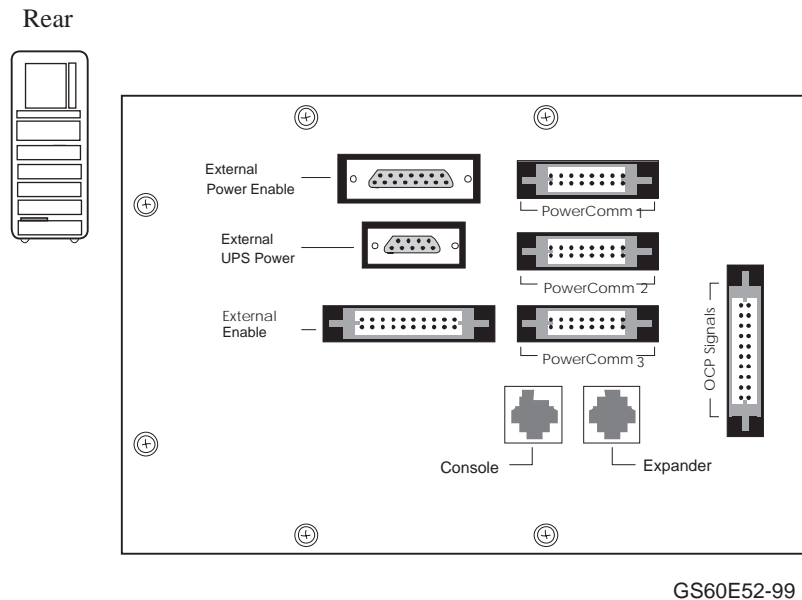 Rear
External
Power Enable
PowerComm 1
External
UPS Power
PowerComm 2
External
Enable
PowerComm 3
OCP Signals
Console
Expander
GS60E52-99